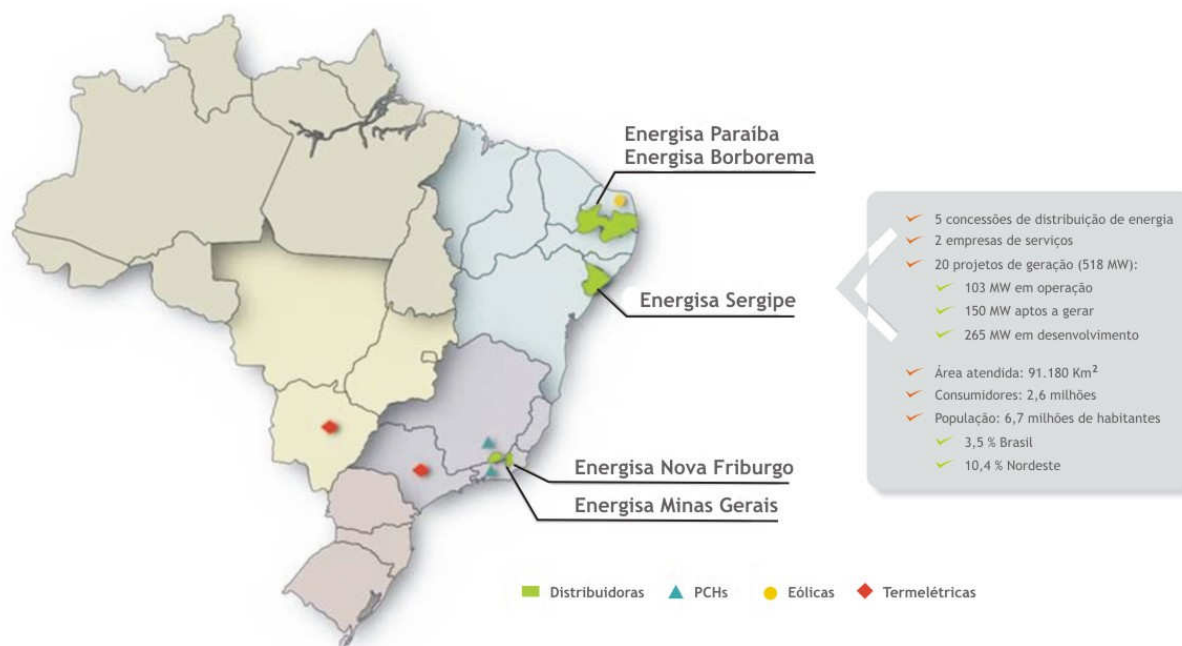 Energisa Paraíba
Energisa Borborema
Energisa Sergipe
Energisa Nova Friburgo
Energisa Minas Gerais
5 concessões de distribuição de energia
2 empresas de serviços
20 projetos de geração (518 MW):
103 MW em operação
150 MW aptos a gerar
265 MW em desenvolvimento
Área atendida: 91.180 Km²
Consumidores: 2,6 milhões
População: 6,7 milhões de habitantes
3,5 % Brasil
10,4 % Nordeste
Distribuidoras PCHs Eólicas Termelétricas